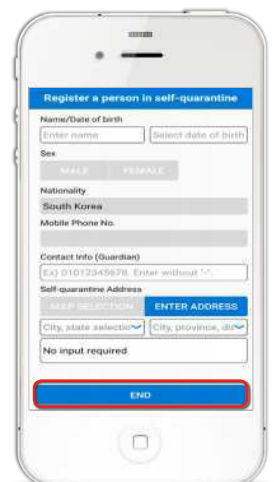 Register a person in self-quarantine
Name/Date of birth
Enter name Select date of birth
Sex
MALE FEMALE
Nationality
South Korea
Mobile Phone No.
Contact Info (Guardian)
Ex) 01012345678. Enter without "-".
Self-quarantine Address
MAP SELECTION ENTER ADDRESS
City, state selectio City, province, di
No input required
END